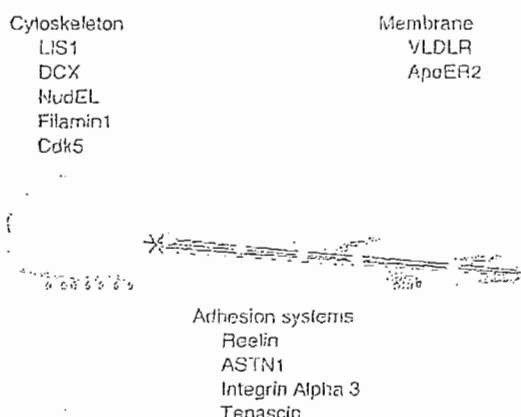 Cytoskeleton
LIS1
DCX
NudEL
Filamin1
Cdk5
Membrane
VLDLR
ApoER2
Adhesion systems
Reelin
ASTN1
Integrin Alpha 3
Tenascin